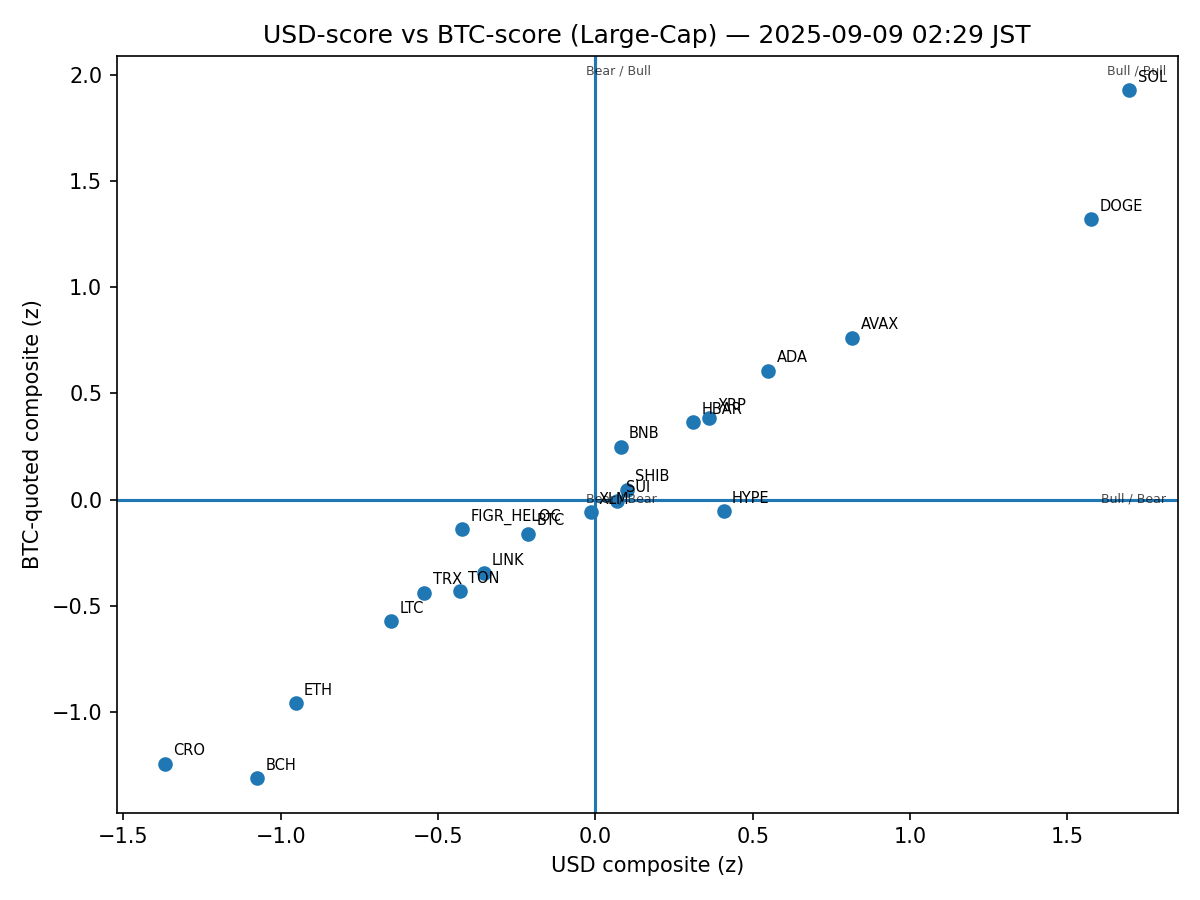 USD-score vs BTC-score (Large-Cap) — 2025-09-09 02:29 JST
Bear / Bull
Bull / Bull
2.0
SOL
1.5
DOGE
1.0
AVAX
ADA
0.5
XRP
HBAR
BNB
SHIB
SUI
0.0
XLM
Bear / Bear
HYPE
Bull / Bear
FIGR_HELOC
BTC
LINK
TRX
TON
−0.5
LTC
ETH
−1.0
CRO
BCH
−1.5
−1.0
−0.5
0.0
0.5
1.0
1.5
USD composite (z)
BTC-quoted composite (z)